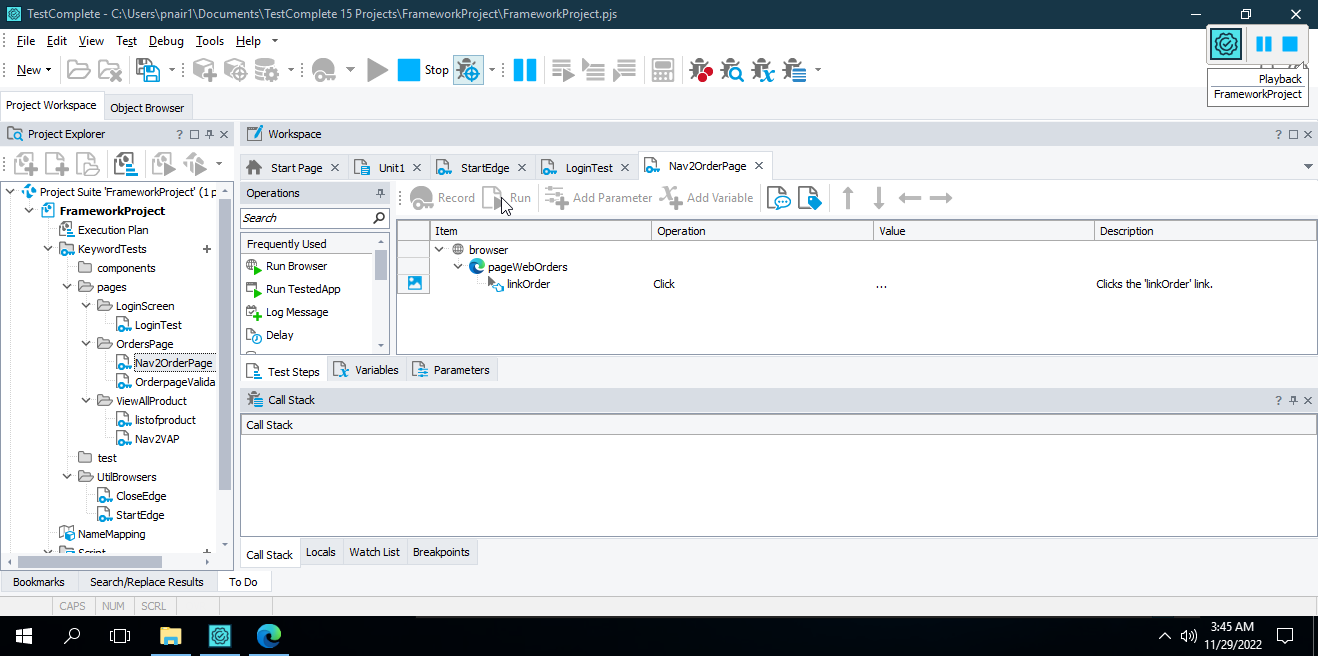 TestComplete - C:\Users\pnair1\Documents\TestComplete 15 Projects\FrameworkProject\FrameworkProject.pjs
File Edit View Test Debug Tools Help
New Stop
Playback
FrameworkProject
Project Workspace Object Browser
Project Explorer
Workspace
Start Page Unit1 StartEdge LoginTest Nav2OrderPage
Project Suite 'FrameworkProject' (1 p
FrameworkProject
Execution Plan
KeywordTests
components
pages
LoginScreen
LoginTest
OrdersPage
Nav2OrderPage
OrderpageValida
ViewAllProduct
listofproduct
Nav2VAP
test
UtilBrowsers
CloseEdge
StartEdge
NameMapping
Script
Operations
Search
Frequently Used
Run Browser
Run TestedApp
Log Message
Delay
Record Run Add Parameter Add Variable
Item Operation Value Description
browser
pageWebOrders
linkOrder Click ... Clicks the 'linkOrder' link.
Test Steps Variables Parameters
Call Stack
Call Stack
Call Stack Locals Watch List Breakpoints
Bookmarks Search/Replace Results To Do
CAPS NUM SCRL
3:45 AM
11/29/2022